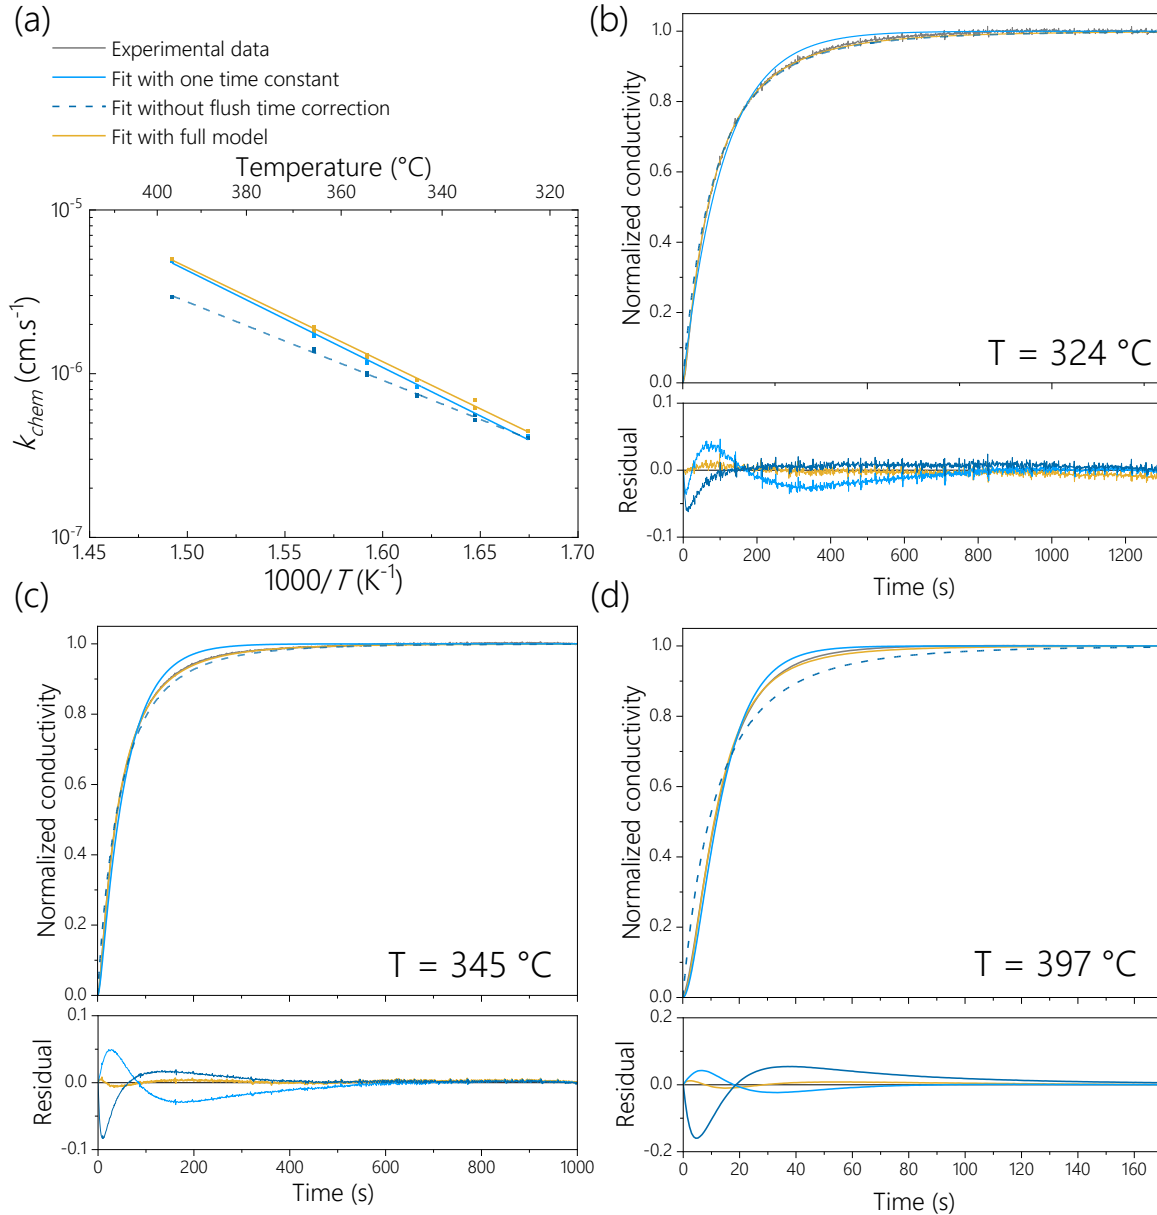 (a)
Experimental data
Fit with one time constant
Fit without flush time correction
Fit with full model
Temperature (°C)
400 380 360 340 320
10⁻⁵
10⁻⁶
10⁻⁷
k_chem (cm.s⁻¹)
1.45 1.50 1.55 1.60 1.65 1.70
1000/T (K⁻¹)
(b)
Normalized conductivity
1.0
0.8
0.6
0.4
0.2
0.0
T = 324 °C
Residual
0.1
0.0
-0.1
0 200 400 600 800 1000 1200
Time (s)
(c)
Normalized conductivity
1.0
0.8
0.6
0.4
0.2
0.0
T = 345 °C
Residual
0.1
0.0
-0.1
0 200 400 600 800 1000
Time (s)
(d)
Normalized conductivity
1.0
0.8
0.6
0.4
0.2
0.0
T = 397 °C
Residual
0.2
0.0
-0.2
0 20 40 60 80 100 120 140 160
Time (s)